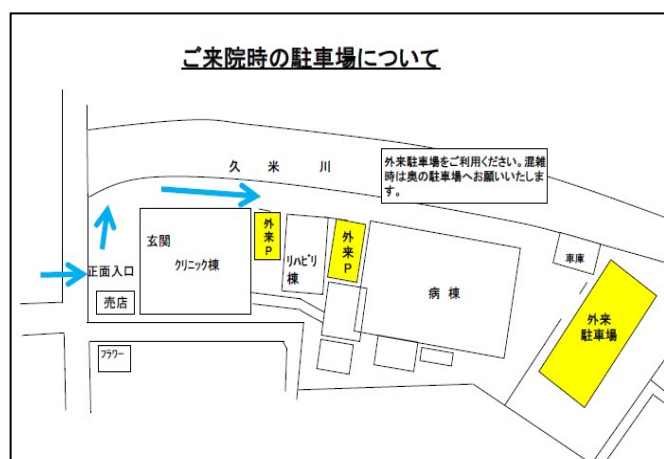 ご来院時の駐車場について
外来駐車場をご利用ください。混雑
時は奥の駐車場へお願いいたしま
す。
久 米 川
玄関
クリニック棟
外来P
リハビリ
棟
外来P
病 棟
車庫
外来
駐車場
正面入口
売店
フラワー